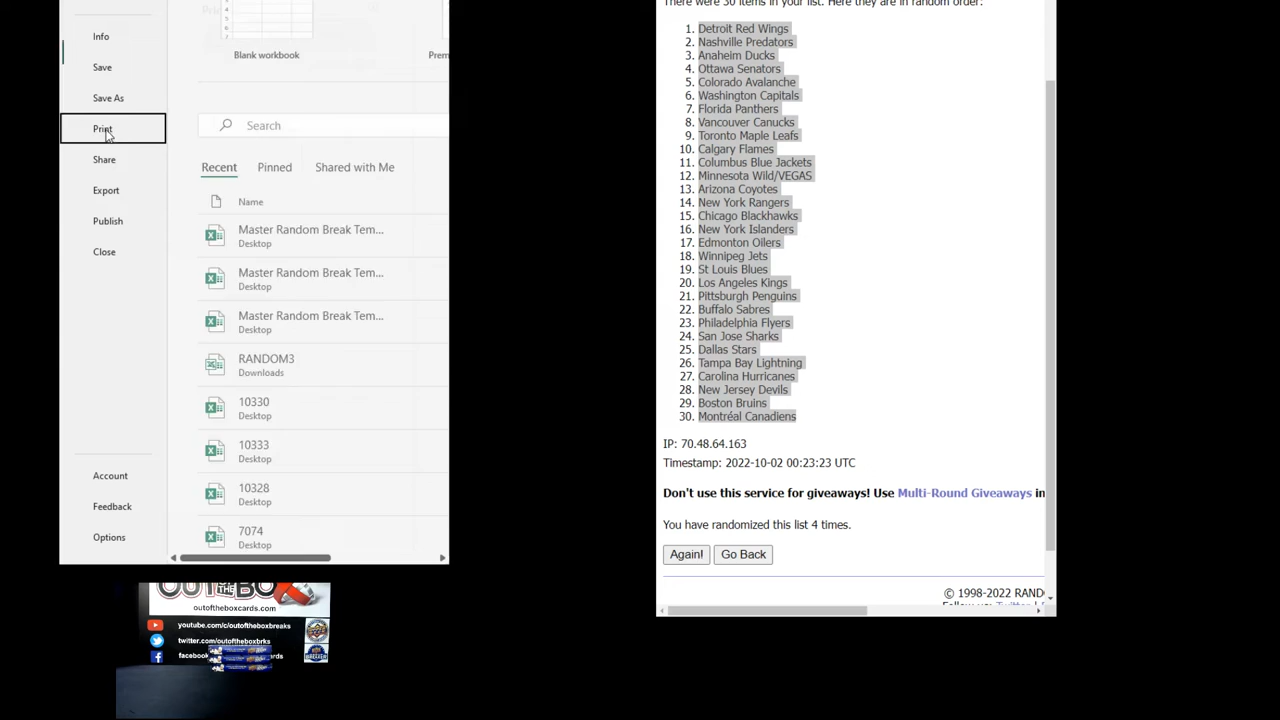 Info
Save
Save As
Print
Share
Export
Publish
Close
Account
Feedback
Options
Blank workbook
Prem
Search
Recent Pinned Shared with Me
Name
Master Random Break Tem...
Desktop
Master Random Break Tem...
Desktop
Master Random Break Tem...
Desktop
RANDOM3
Downloads
10330
Desktop
10333
Desktop
10328
Desktop
7074
Desktop
OUT OF THE BOX
outoftheboxcards.com
youtube.com/c/outoftheboxbreaks
twitter.com/outoftheboxbrks
facebook cards
There were 30 items in your list. Here they are in random order:
1. Detroit Red Wings
2. Nashville Predators
3. Anaheim Ducks
4. Ottawa Senators
5. Colorado Avalanche
6. Washington Capitals
7. Florida Panthers
8. Vancouver Canucks
9. Toronto Maple Leafs
10. Calgary Flames
11. Columbus Blue Jackets
12. Minnesota Wild/VEGAS
13. Arizona Coyotes
14. New York Rangers
15. Chicago Blackhawks
16. New York Islanders
17. Edmonton Oilers
18. Winnipeg Jets
19. St Louis Blues
20. Los Angeles Kings
21. Pittsburgh Penguins
22. Buffalo Sabres
23. Philadelphia Flyers
24. San Jose Sharks
25. Dallas Stars
26. Tampa Bay Lightning
27. Carolina Hurricanes
28. New Jersey Devils
29. Boston Bruins
30. Montréal Canadiens
IP: 70.48.64.163
Timestamp: 2022-10-02 00:23:23 UTC
Don't use this service for giveaways! Use Multi-Round Giveaways in
You have randomized this list 4 times.
Again! Go Back
© 1998-2022 RAND